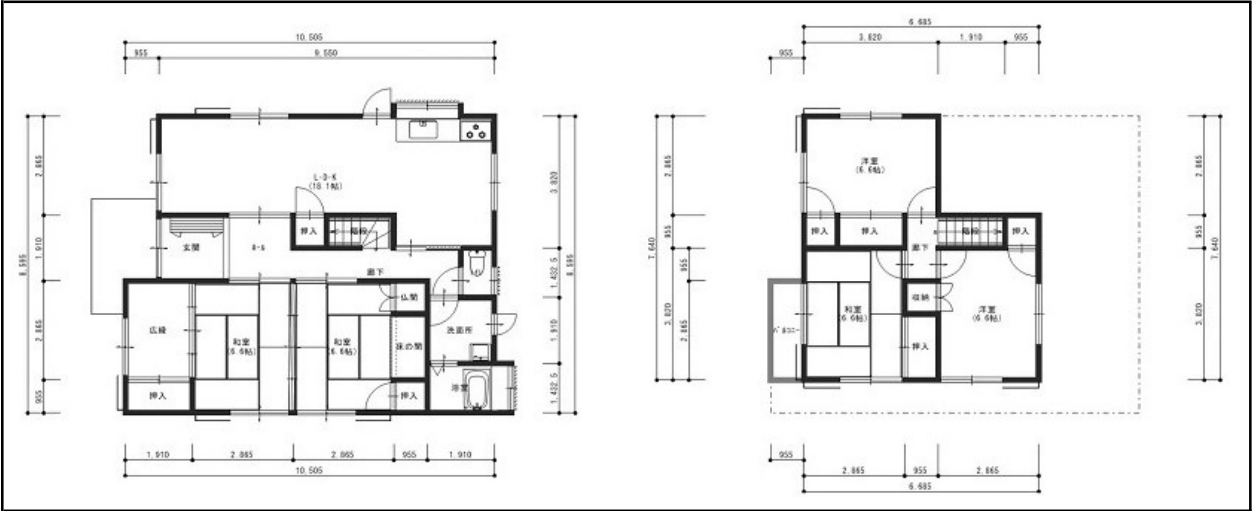 10.505
955
9.550
8.595
2.865
1.910
2.865
955
L-D-K
(18.1帖)
玄関
ホール
押入
階段
廊下
広縁
和室
(6.6帖)
和室
(6.6帖)
仏間
床の間
洗面所
浴室
押入
押入
3.820
1.432.5
1.910
1.432.5
8.595
1.910
2.865
2.865
955
1.910
10.505
6.685
3.820
1.910
955
955
7.640
2.865
955
3.820
955
2.865
洋室
(6.6帖)
押入
押入
廊下
階段
押入
和室
(6.6帖)
収納
洋室
(6.6帖)
押入
バルコニー
2.865
955
3.820
7.640
955
2.865
955
2.865
6.685